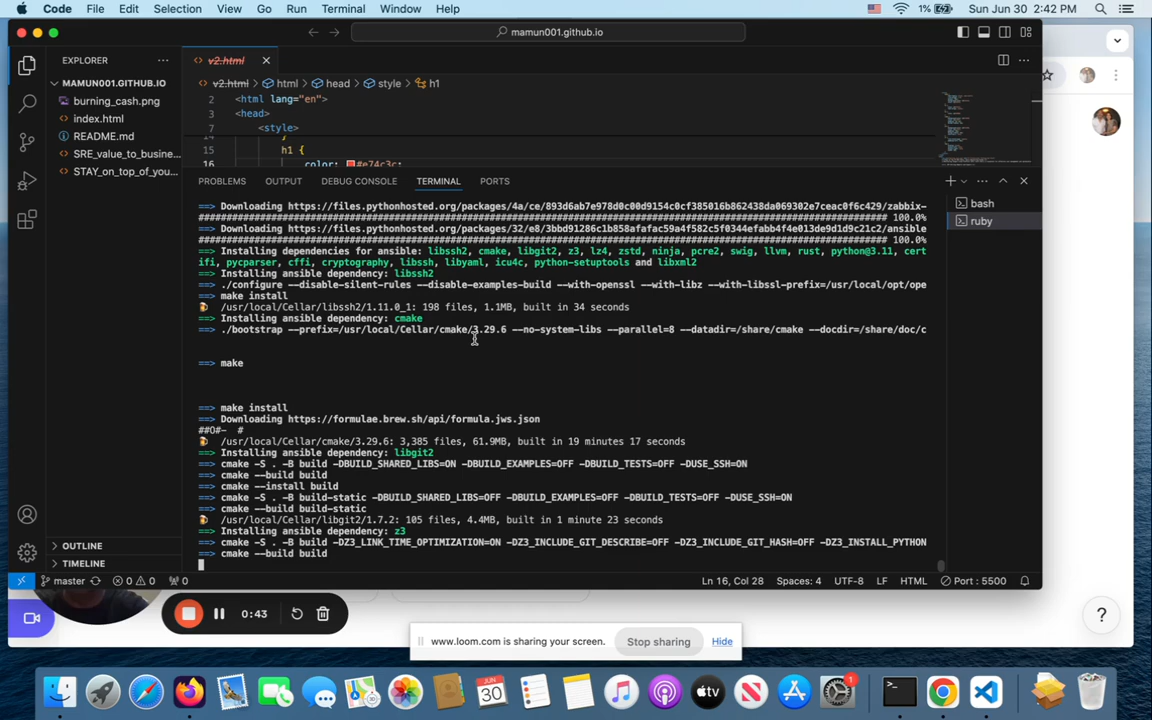 Code File Edit Selection View Go Run Terminal Window Help 1% Sun Jun 30 2:42 PM
mamun001.github.io
EXPLORER
v2.html
MAMUN001.GITHUB.IO
burning_cash.png
index.html
README.md
SRE_value_to_busine...
STAY_on_top_of_you...
v2.html > html > head > style > h1
2 <html lang="en">
3 <head>
7 <style>
14 }
15 h1 {
16 color: #e74c3c;
PROBLEMS OUTPUT DEBUG CONSOLE TERMINAL PORTS
bash
ruby
==> Downloading https://files.pythonhosted.org/packages/4a/ce/893d6ab7e978d0c00d9154c0cf385016b862438da069302e7ceac0f6c429/zabbix-
100.0%
==> Downloading https://files.pythonhosted.org/packages/32/e8/3bbd91286c1b858afafac59a4f582c5f0344efabb4f4e013de9d1c21c2/ansible
100.0%
==> Installing dependencies for ansible: libssh2, cmake, libgit2, z3, lz4, zstd, ninja, pcre2, swig, llvm, rust, python@3.11, cert
ifi, pycparser, cffi, cryptography, libssh, libyaml, icu4c, python-setuptools and libxml2
==> Installing ansible dependency: libssh2
==> ./configure --disable-silent-rules --disable-examples-build --with-openssl --with-libz --with-libssl-prefix=/usr/local/opt/ope
==> make install
/usr/local/Cellar/libssh2/1.11.0_1: 198 files, 1.1MB, built in 34 seconds
==> Installing ansible dependency: cmake
==> ./bootstrap --prefix=/usr/local/Cellar/cmake/3.29.6 --no-system-libs --parallel=8 --datadir=/share/cmake --docdir=/share/doc/c
==> make
==> make install
==> Downloading https://formulae.brew.sh/api/formula.jws.json
##O#- #
/usr/local/Cellar/cmake/3.29.6: 3,385 files, 61.9MB, built in 19 minutes 17 seconds
==> Installing ansible dependency: libgit2
==> cmake -S . -B build -DBUILD_SHARED_LIBS=ON -DBUILD_EXAMPLES=OFF -DBUILD_TESTS=OFF -DUSE_SSH=ON
==> cmake --build build
==> cmake --install build
==> cmake -S . -B build-static -DBUILD_SHARED_LIBS=OFF -DBUILD_EXAMPLES=OFF -DBUILD_TESTS=OFF -DUSE_SSH=ON
==> cmake --build build-static
/usr/local/Cellar/libgit2/1.7.2: 105 files, 4.4MB, built in 1 minute 23 seconds
==> Installing ansible dependency: z3
==> cmake -S . -B build -DZ3_LINK_TIME_OPTIMIZATION=ON -DZ3_INCLUDE_GIT_DESCRIBE=OFF -DZ3_INCLUDE_GIT_HASH=OFF -DZ3_INSTALL_PYTHON
==> cmake --build build
OUTLINE
TIMELINE
master 0 0 0 Ln 16, Col 28 Spaces: 4 UTF-8 LF HTML Port : 5500
0:43
?
www.loom.com is sharing your screen. Stop sharing Hide
JUN
30
tv
1